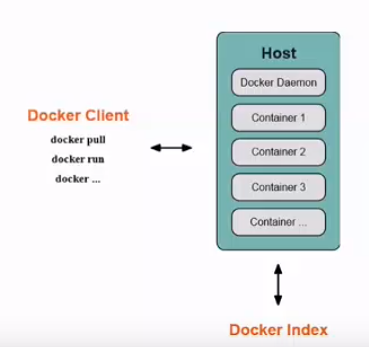 Host
Docker Daemon
Docker Client
Container 1
docker pull
docker run
Container 2
docker ...
Container 3
Container ...
Docker Index